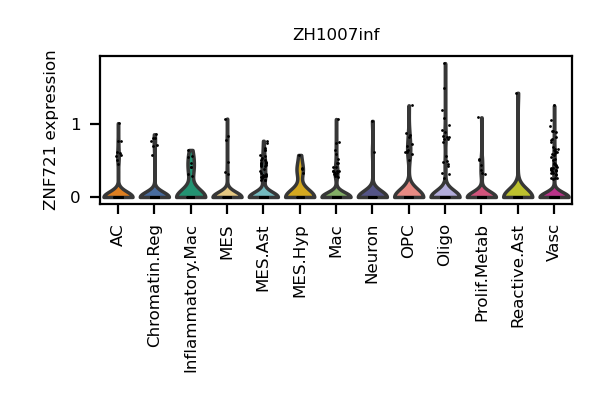 ZH1007inf
ZNF721 expression
1
0
AC
Chromatin.Reg
Inflammatory.Mac
MES
MES.Ast
MES.Hyp
Mac
Neuron
OPC
Oligo
Prolif.Metab
Reactive.Ast
Vasc